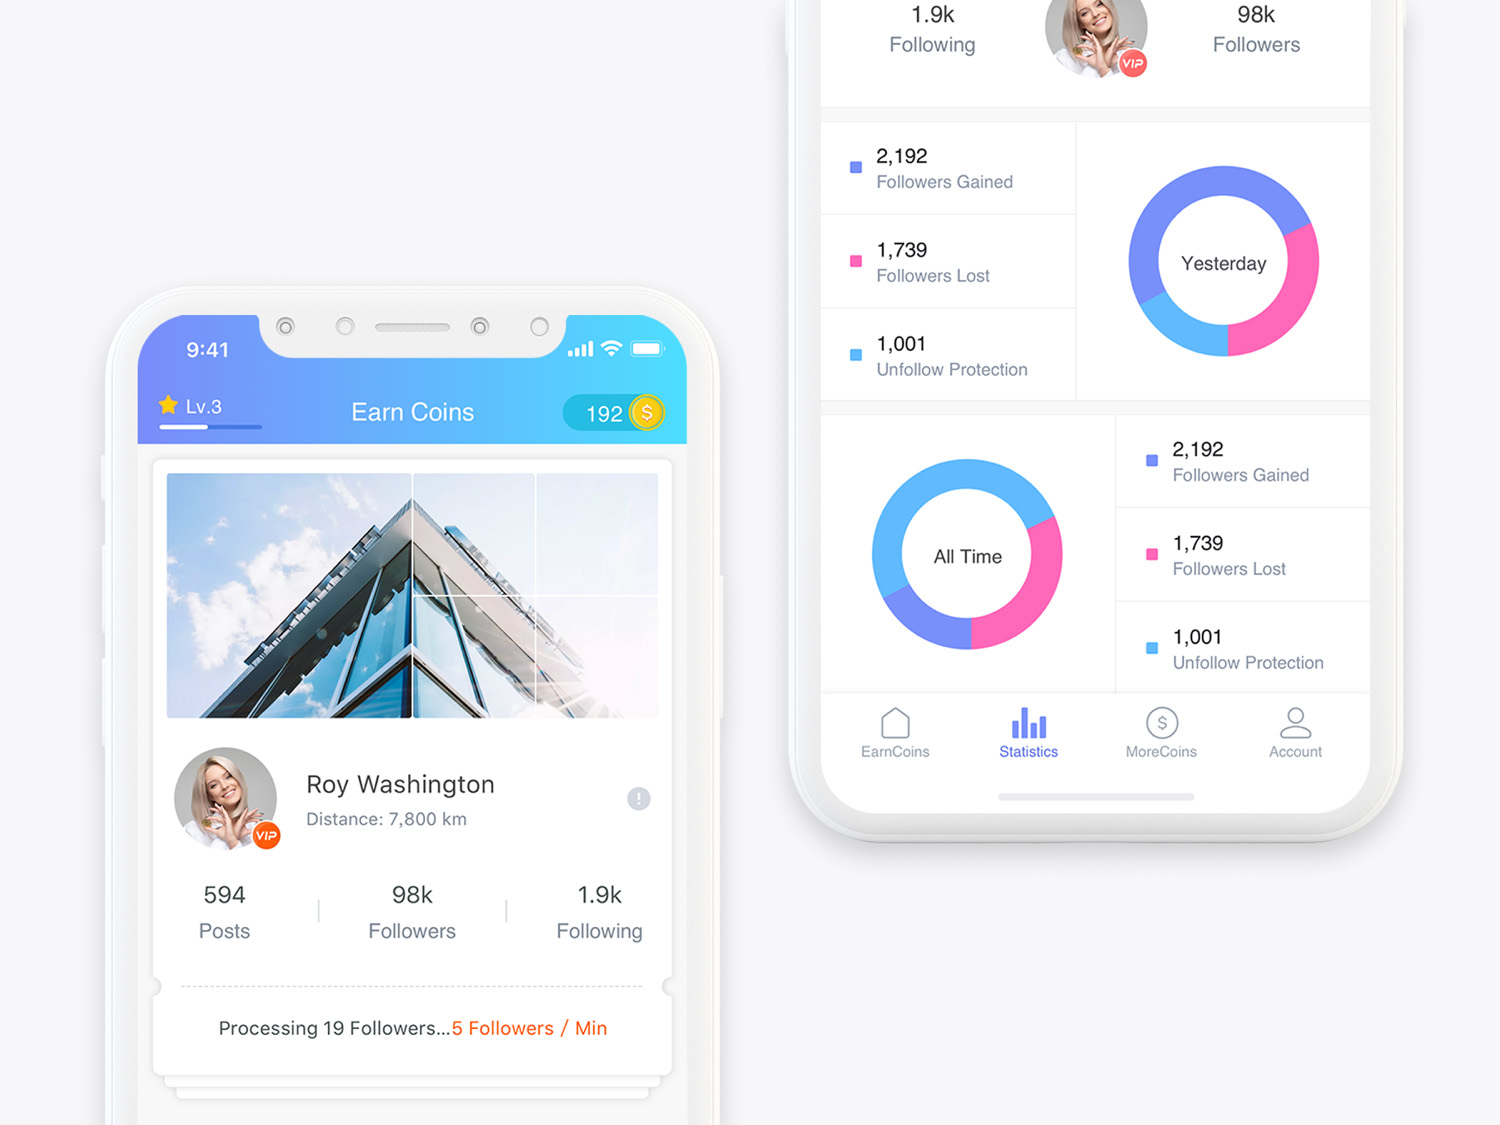 9:41
Lv.3
Earn Coins
192
$
Roy Washington
Distance: 7,800 km
VIP
!
594
Posts
98k
Followers
1.9k
Following
Processing 19 Followers...5 Followers / Min
1.9k
Following
VIP
98k
Followers
2,192
Followers Gained
1,739
Followers Lost
1,001
Unfollow Protection
Yesterday
All Time
2,192
Followers Gained
1,739
Followers Lost
1,001
Unfollow Protection
EarnCoins
Statistics
$
MoreCoins
Account